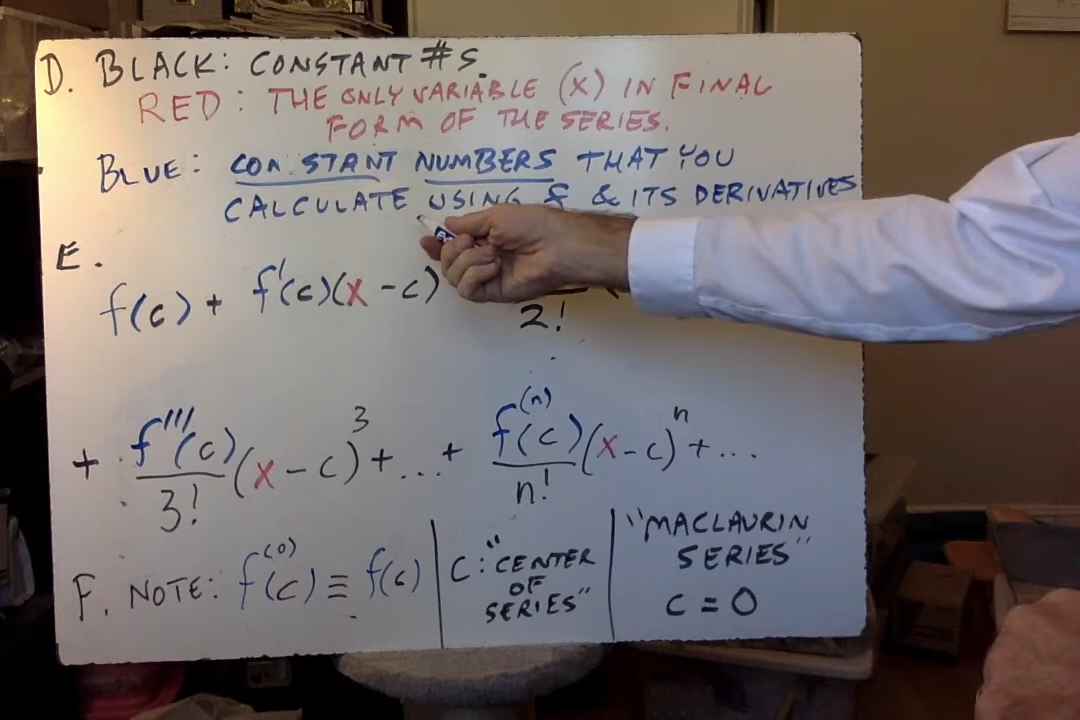 D. BLACK: CONSTANT #S.
RED: THE ONLY VARIABLE (X) IN FINAL
FORM OF THE SERIES.
BLUE: CONSTANT NUMBERS THAT YOU
CALCULATE USING f & ITS DERIVATIVES
E.
f(c) + f'(c)(x - c)
2!
+ f'''(c)/3! (x - c)^3 + ... + f^(n)(c)/n! (x - c)^n + ...
F. NOTE: f^(0)(c) ≡ f(c)
C: "CENTER
OF
SERIES"
"MACLAURIN
SERIES"
C = 0